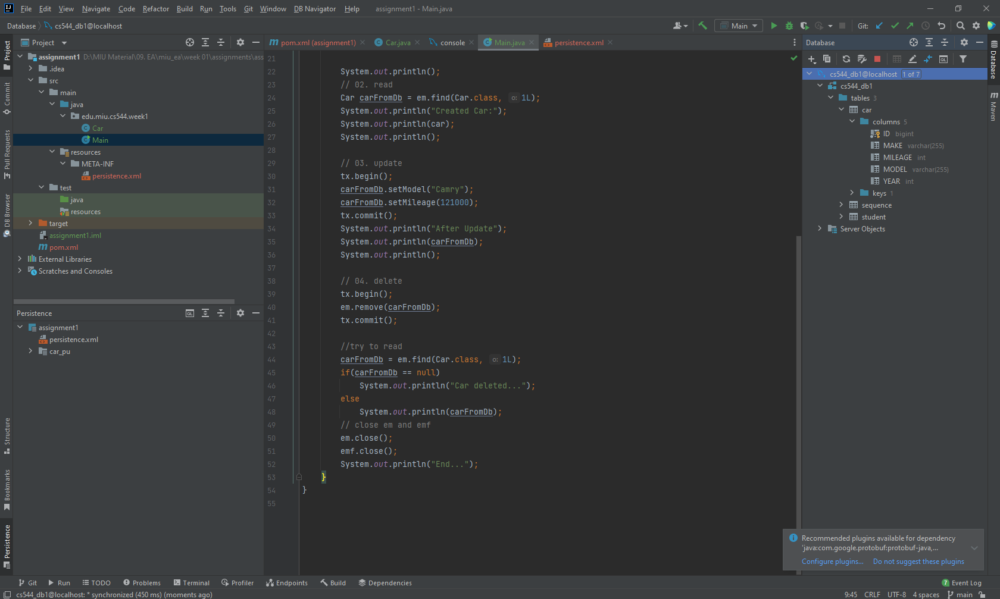 File Edit View Navigate Code Refactor Build Run Tools Git Window DB Navigator Help assignment1 - Main.java
Database cs544_db1@localhost Main Git:
Project
Commit
Pull Requests
DB Browser
Structure
Bookmarks
Persistence
Project
assignment1 D:\MIU Material\09. EA\miu_ea\week 01\assignments\ass
.idea
src
main
java
edu.miu.cs544.week1
Car
Main
resources
META-INF
persistence.xml
test
java
resources
target
assignment1.iml
pom.xml
External Libraries
Scratches and Consoles
Persistence
assignment1
persistence.xml
car_pu
pom.xml (assignment1) Car.java console Main.java persistence.xml
21
22 System.out.println();
23 // 02. read
24 Car carFromDb = em.find(Car.class, o: 1L);
25 System.out.println("Created Car:");
26 System.out.println(car);
27 System.out.println();
28
29 // 03. update
30 tx.begin();
31 carFromDb.setModel("Camry");
32 carFromDb.setMileage(121000);
33 tx.commit();
34 System.out.println("After Update");
35 System.out.println(carFromDb);
36 System.out.println();
37
38 // 04. delete
39 tx.begin();
40 em.remove(carFromDb);
41 tx.commit();
42
43 //try to read
44 carFromDb = em.find(Car.class, o: 1L);
45 if(carFromDb == null)
46 System.out.println("Car deleted...");
47 else
48 System.out.println(carFromDb);
49 // close em and emf
50 em.close();
51 emf.close();
52 System.out.println("End...");
53 }
54 }
55
Database
cs544_db1@localhost 1 of 7
cs544_db1
tables 3
car
columns 5
ID bigint
MAKE varchar(255)
MILEAGE int
MODEL varchar(255)
YEAR int
keys 1
sequence
student
Server Objects
Database
Maven
Recommended plugins available for dependency
'java:com.google.protobuf:protobuf-java,...
Configure plugins... Do not suggest these plugins
Git Run TODO Problems Terminal Profiler Endpoints Build Dependencies 7 Event Log
cs544_db1@localhost: * synchronized (450 ms) (moments ago) 9:45 CRLF UTF-8 4 spaces main